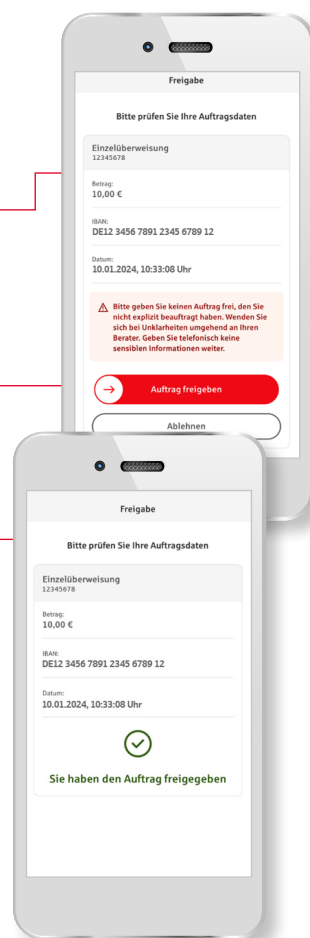 Freigabe
Bitte prüfen Sie Ihre Auftragsdaten
Einzelüberweisung
12345678
Betrag:
10,00 €
IBAN:
DE12 3456 7891 2345 6789 12
Datum:
10.01.2024, 10:33:08 Uhr
Bitte geben Sie keinen Auftrag frei, den Sie
nicht explizit beauftragt haben. Wenden Sie
sich bei Unklarheiten umgehend an Ihren
Berater. Geben Sie telefonisch keine
sensiblen Informationen weiter.
Auftrag freigeben
Ablehnen
Freigabe
Bitte prüfen Sie Ihre Auftragsdaten
Einzelüberweisung
12345678
Betrag:
10,00 €
IBAN:
DE12 3456 7891 2345 6789 12
Datum:
10.01.2024, 10:33:08 Uhr
Sie haben den Auftrag freigegeben